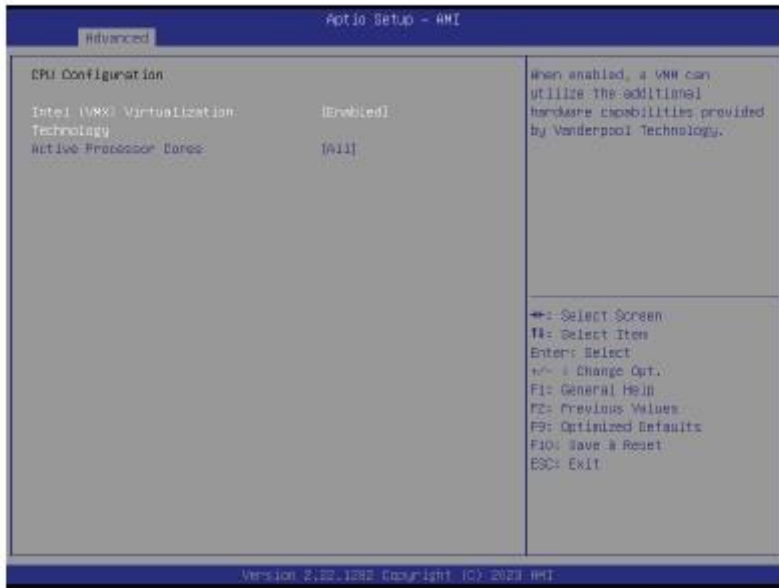 Aptio Setup - AMI
Advanced
CPU Configuration
Intel (VMX) Virtualization [Enabled]
Technology
Active Processor Cores [All]
When enabled, a VMM can
utilize the additional
hardware capabilities provided
by Vanderpool Technology.
→←: Select Screen
↑↓: Select Item
Enter: Select
+/- : Change Opt.
F1: General Help
F2: Previous Values
F9: Optimized Defaults
F10: Save & Reset
ESC: Exit
Version 2.22.1282 Copyright (C) 2023 AMI